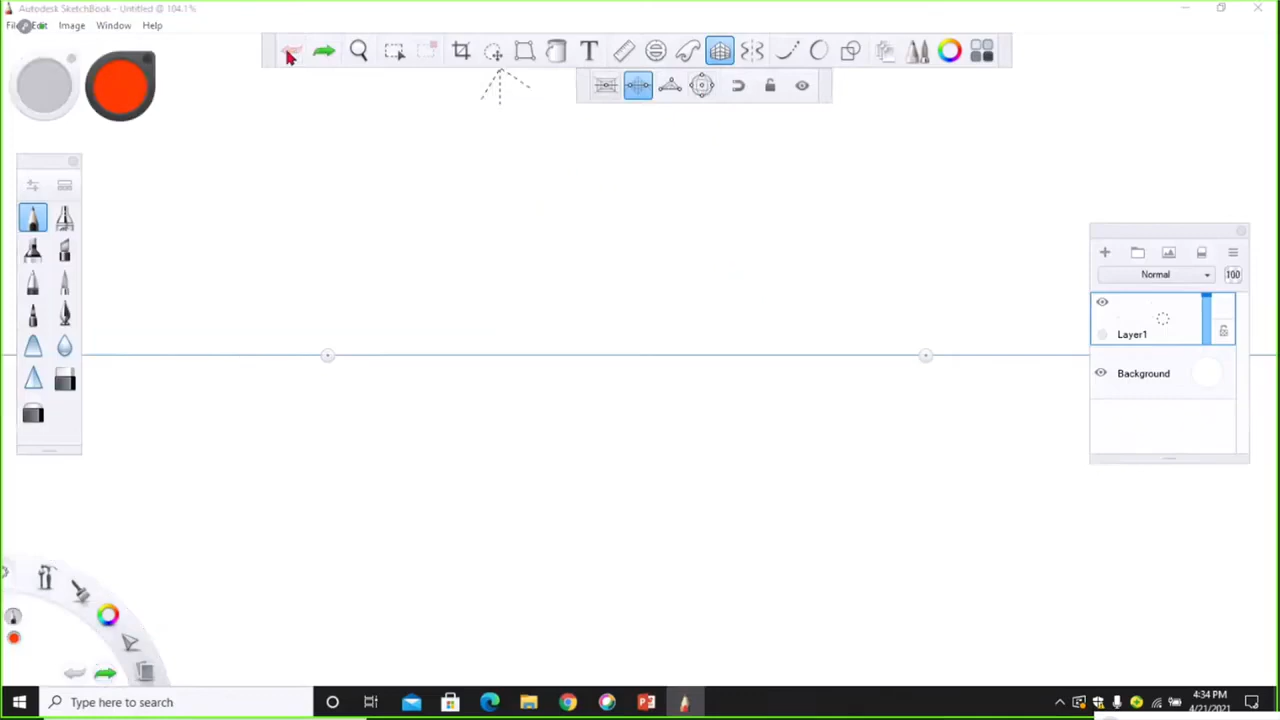 Autodesk SketchBook - Untitled @ 104.1%
File Edit Image Window Help
T
Normal 100
Layer1
Background
Type here to search
4:34 PM
4/21/2021